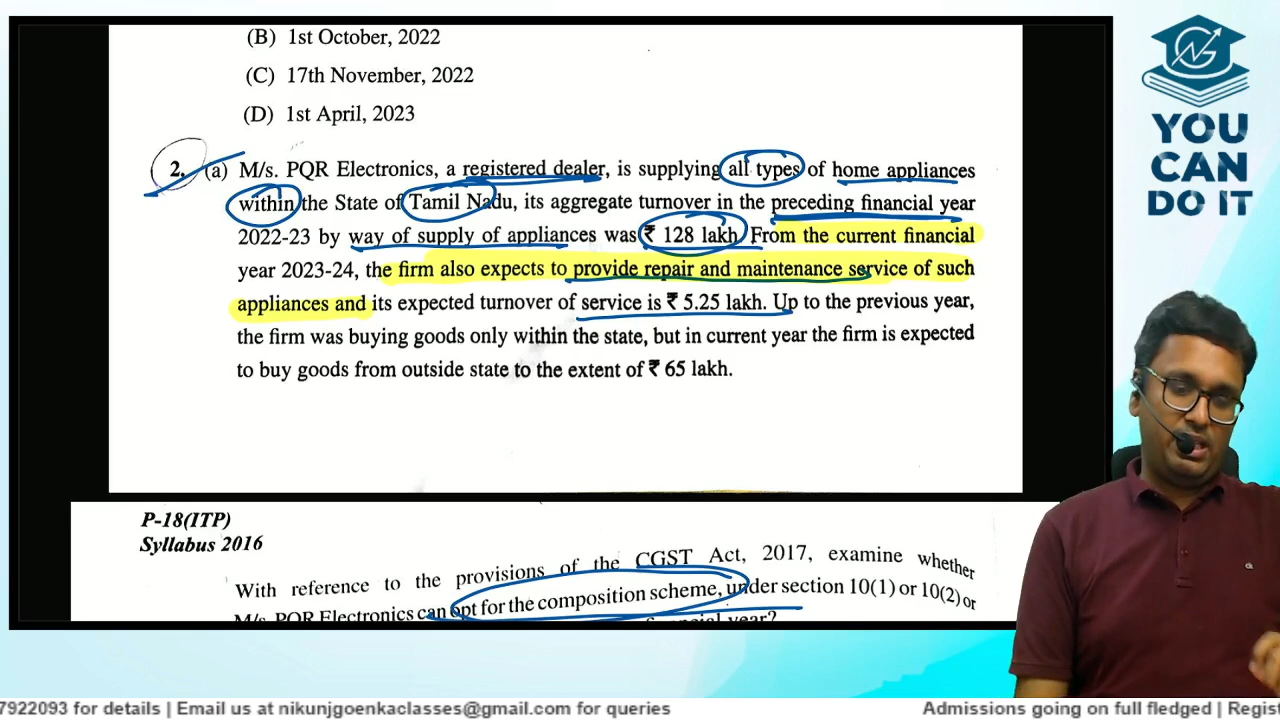 (B) 1st October, 2022
(C) 17th November, 2022
(D) 1st April, 2023
2. (a) M/s. PQR Electronics, a registered dealer, is supplying all types of home appliances
within the State of Tamil Nadu, its aggregate turnover in the preceding financial year
2022-23 by way of supply of appliances was ₹ 128 lakh. From the current financial
year 2023-24, the firm also expects to provide repair and maintenance service of such
appliances and its expected turnover of service is ₹ 5.25 lakh. Up to the previous year,
the firm was buying goods only within the state, but in current year the firm is expected
to buy goods from outside state to the extent of ₹ 65 lakh.
P-18(ITP)
Syllabus 2016
With reference to the provisions of the CGST Act, 2017, examine whether
M/s. PQR Electronics can opt for the composition scheme, under section 10(1) or 10(2) or
year?
YOU
CAN
DO IT
7922093 for details | Email us at nikunjgoenkaclasses@gmail.com for queries
Admissions going on full fledged | Regist